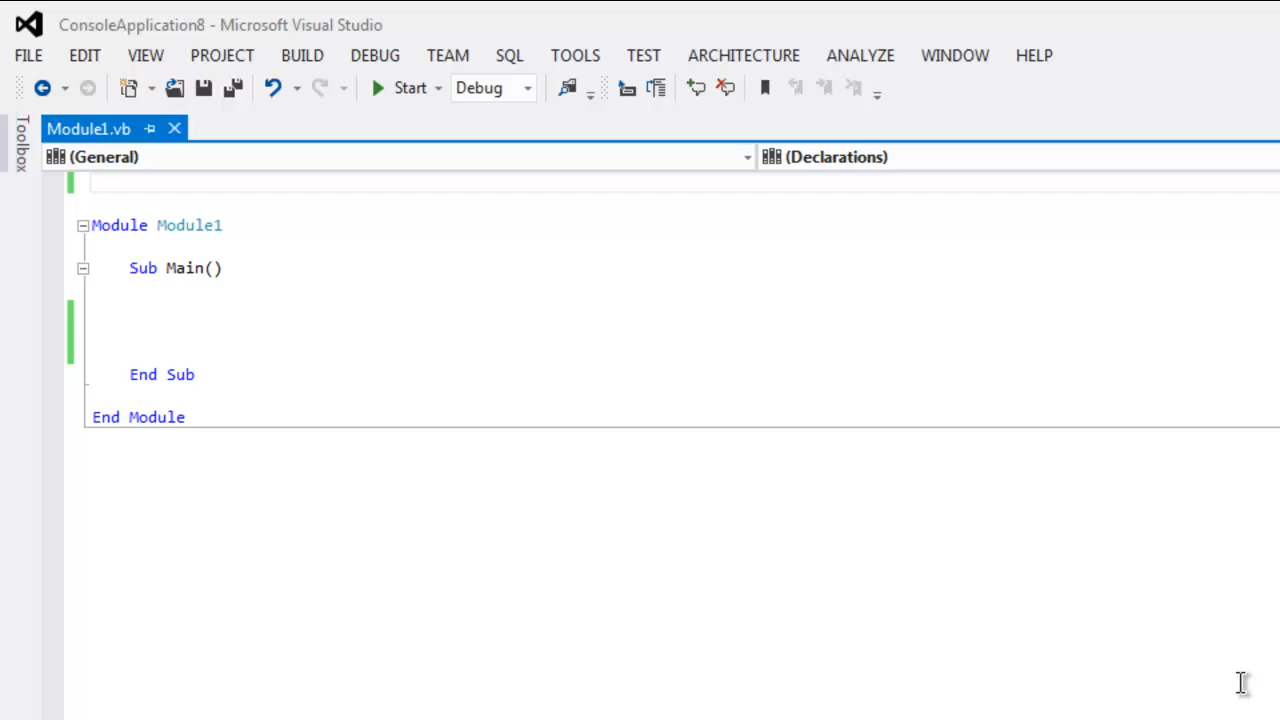 ConsoleApplication8 - Microsoft Visual Studio
FILE EDIT VIEW PROJECT BUILD DEBUG TEAM SQL TOOLS TEST ARCHITECTURE ANALYZE WINDOW HELP
Start Debug
Toolbox
Module1.vb
(General) (Declarations)
Module Module1
Sub Main()
End Sub
End Module